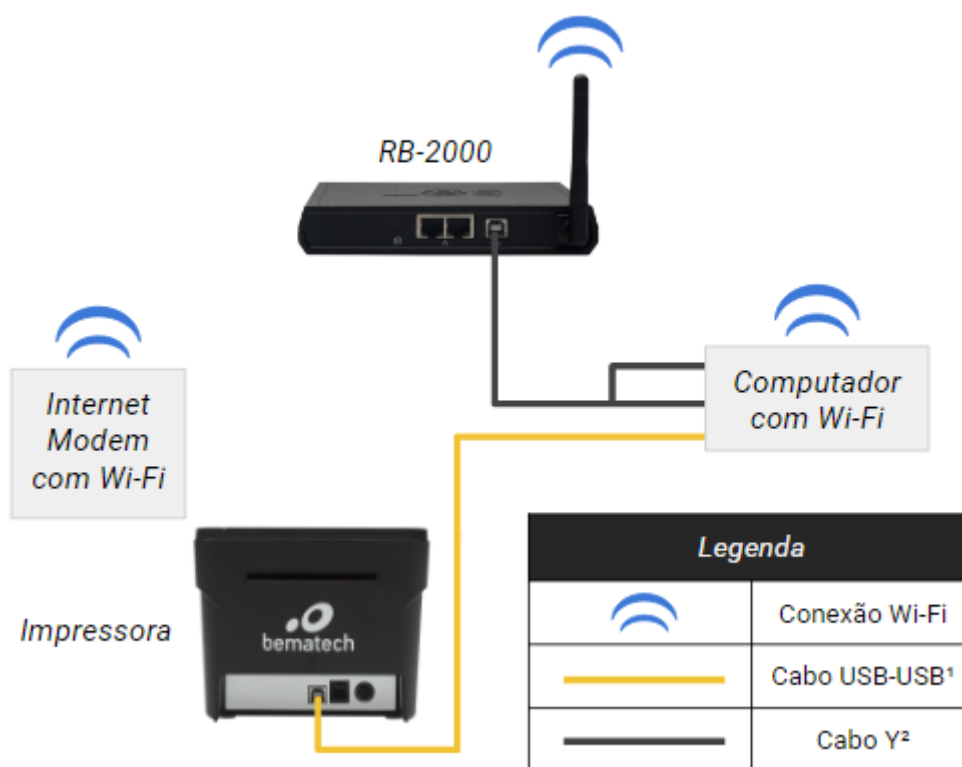 RB-2000
Internet
Modem
com Wi-Fi
Computador
com Wi-Fi
Impressora
bematech
Legenda
Conexão Wi-Fi
Cabo USB-USB¹
Cabo Y²